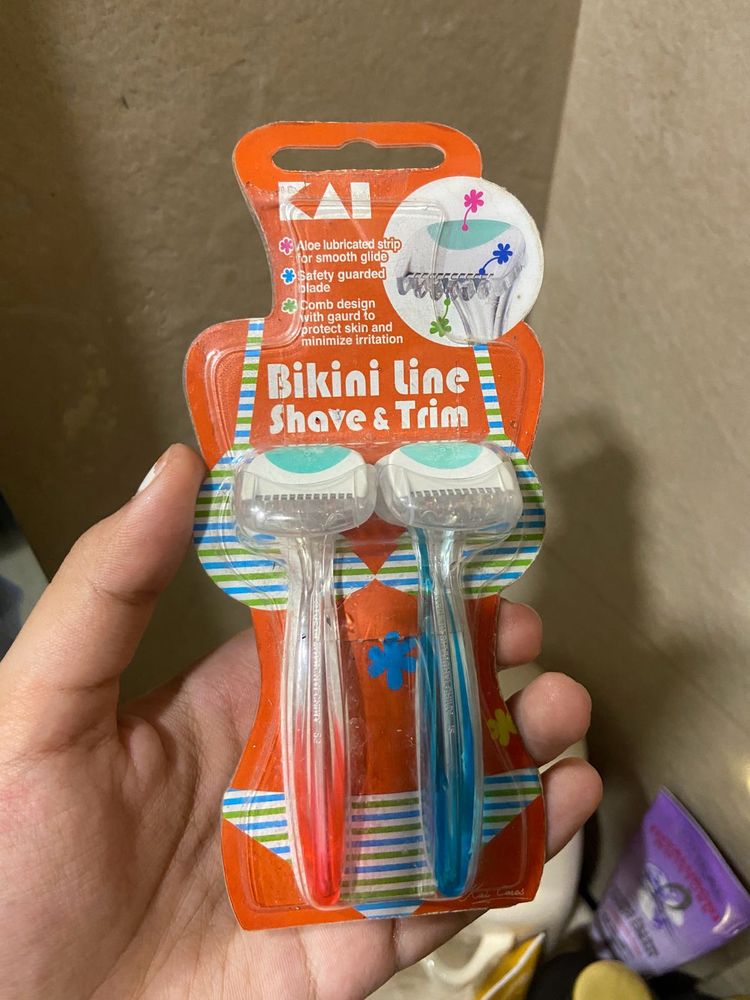 KAI
Aloe lubricated strip
for smooth glide
Safety guarded
blade
Comb design
with gaurd to
protect skin and
minimize irritation
Bikini Line
Shave & Trim